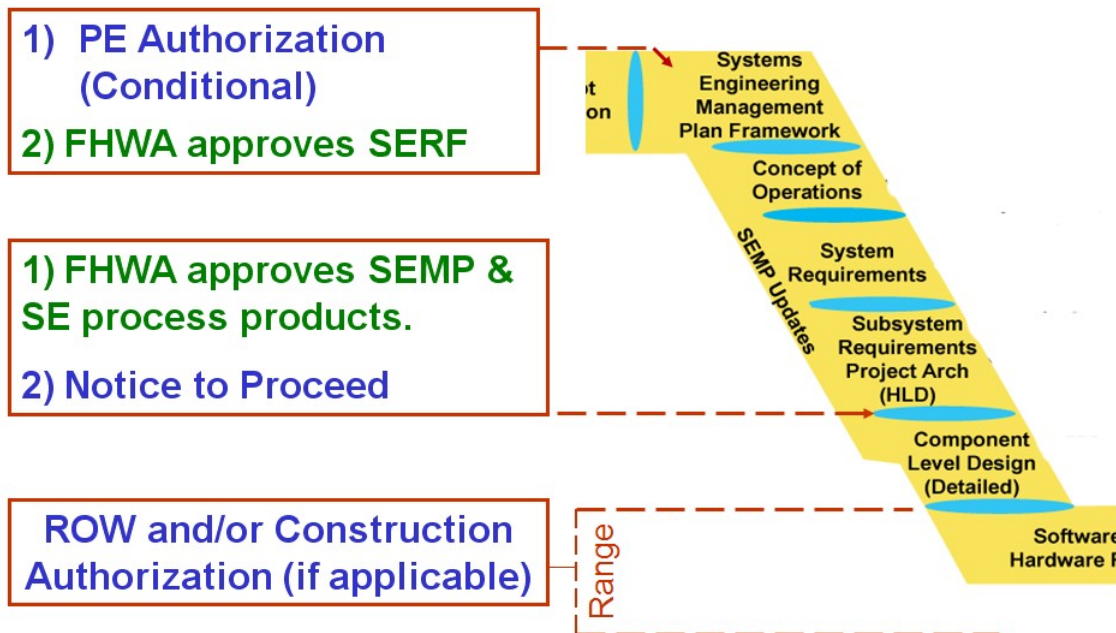 1) PE Authorization
(Conditional)
2) FHWA approves SERF
1) FHWA approves SEMP &
SE process products.
2) Notice to Proceed
ROW and/or Construction
Authorization (if applicable)
Range
Systems
Engineering
Management
Plan Framework
Concept of
Operations
SEMP Updates
System
Requirements
Subsystem
Requirements
Project Arch
(HLD)
Component
Level Design
(Detailed)
Software
Hardware